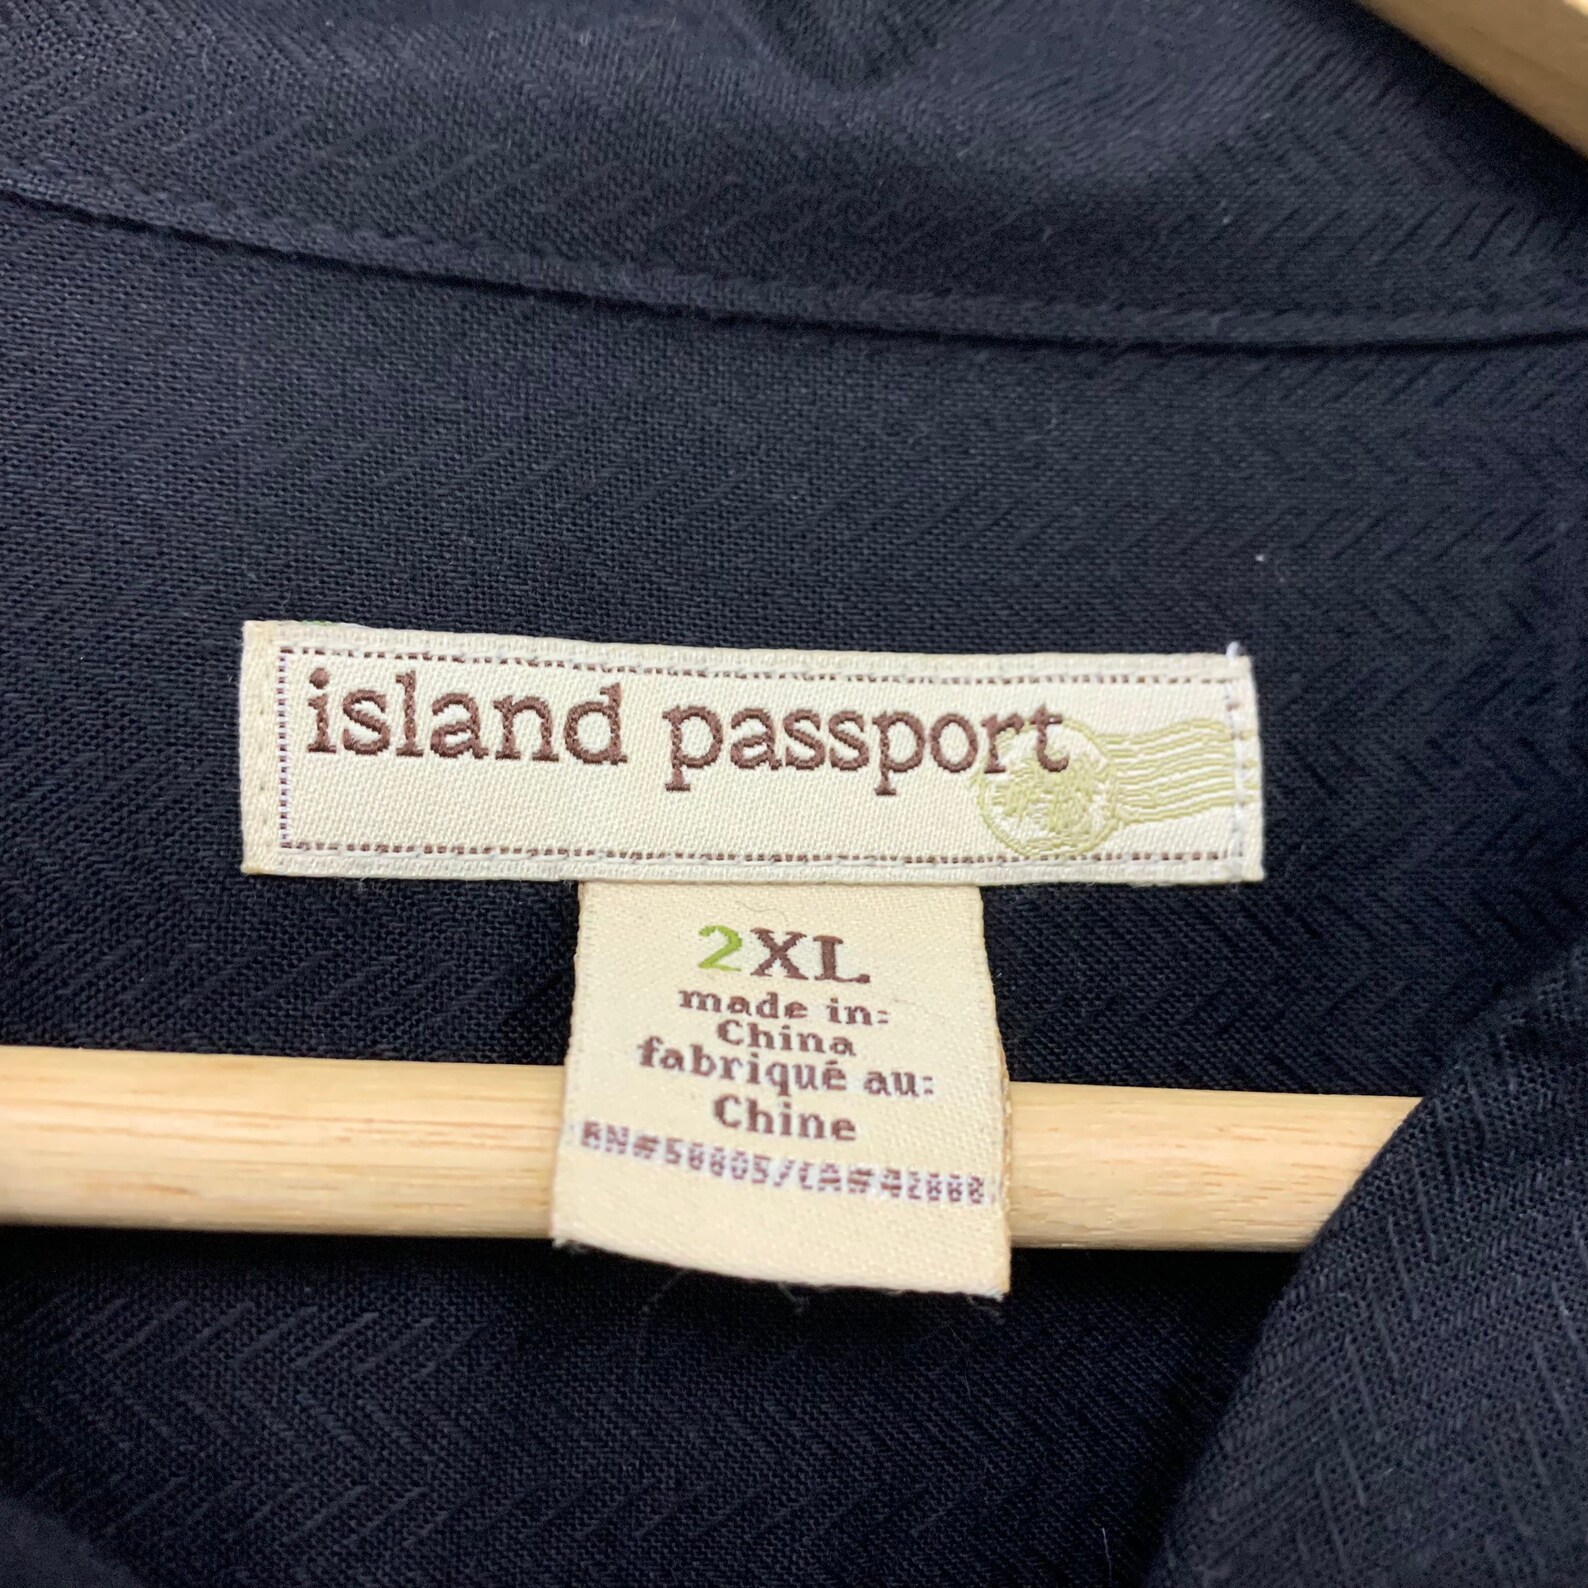 island passport
2XL
made in:
China
fabriqué au:
Chine